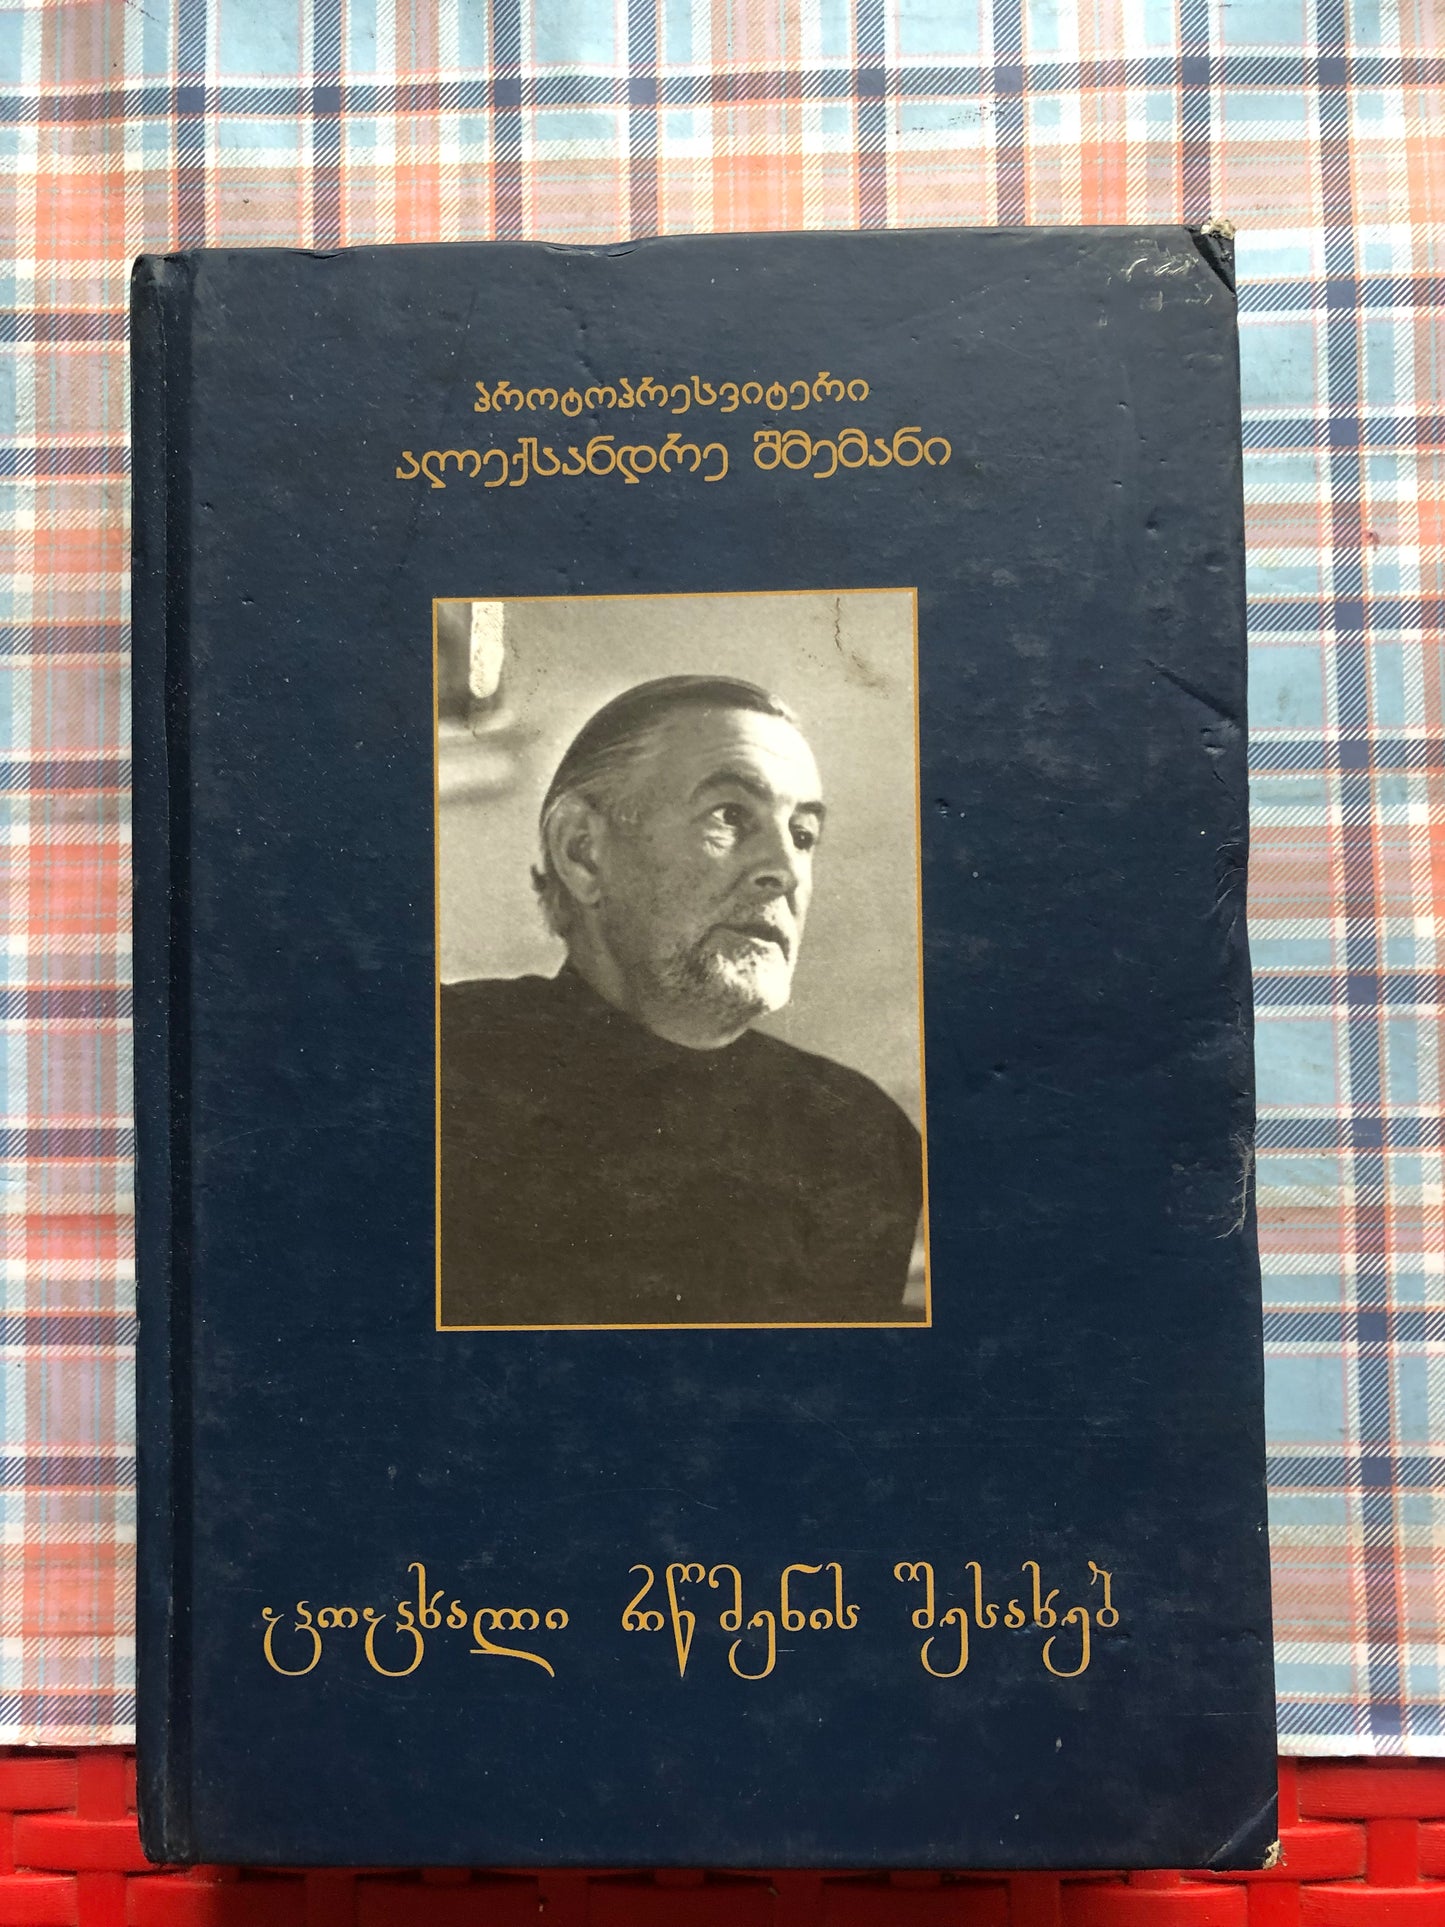 პროტოპრესვიტერი
ალექსანდრე შმემანი
ცოცხალი რწმენის შესახებ